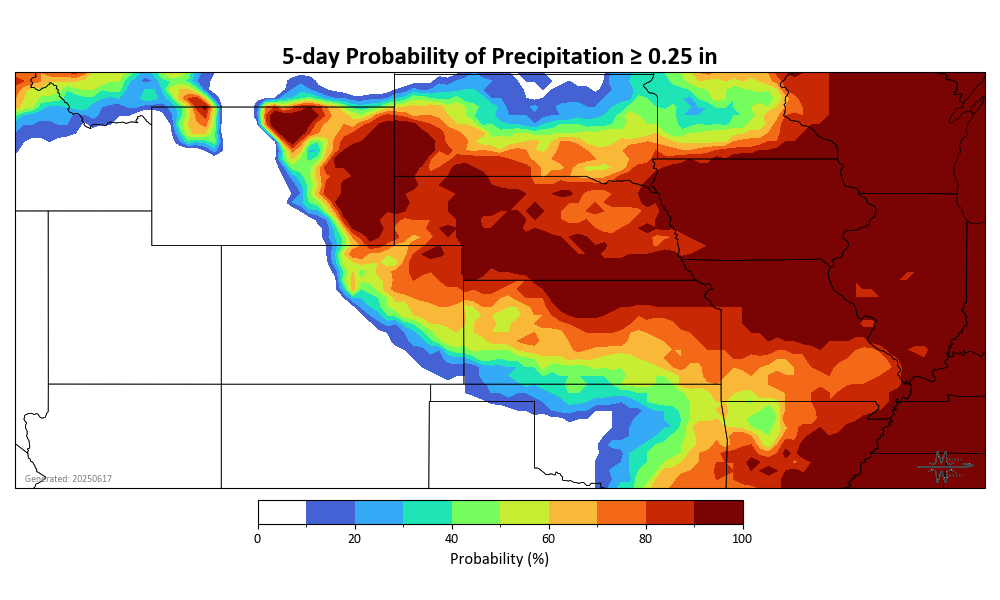 5-day Probability of Precipitation ≥ 0.25 in
Generated: 20250617
0 20 40 60 80 100
Probability (%)